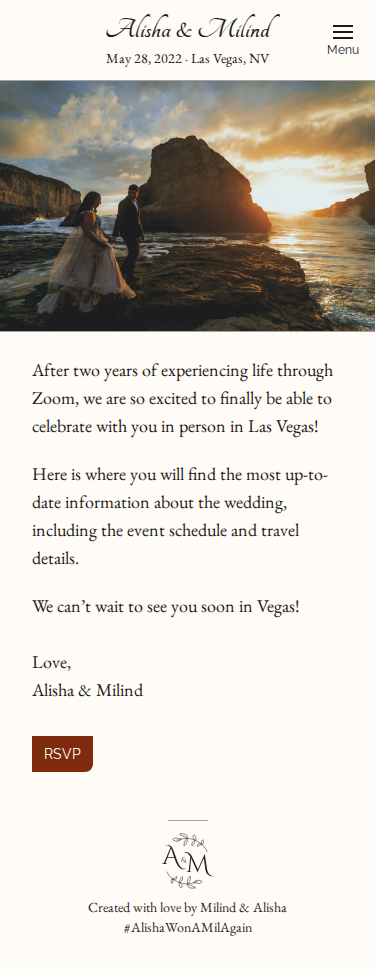 Alisha & Milind
May 28, 2022 · Las Vegas, NV
Menu
After two years of experiencing life through
Zoom, we are so excited to finally be able to
celebrate with you in person in Las Vegas!
Here is where you will find the most up-to-
date information about the wedding,
including the event schedule and travel
details.
We can’t wait to see you soon in Vegas!
Love,
Alisha & Milind
RSVP
A&M
Created with love by Milind & Alisha
#AlishaWonAMilAgain